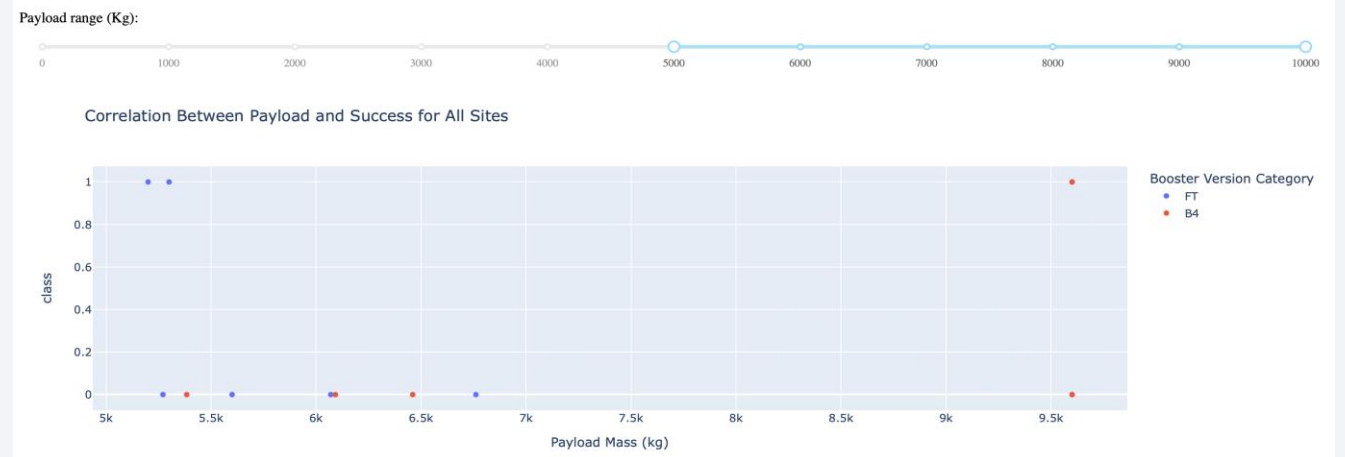 Payload range (Kg):
0 1000 2000 3000 4000 5000 6000 7000 8000 9000 10000
Correlation Between Payload and Success for All Sites
Booster Version Category
FT
B4
1
0.8
0.6
0.4
0.2
0
class
5k 5.5k 6k 6.5k 7k 7.5k 8k 8.5k 9k 9.5k
Payload Mass (kg)